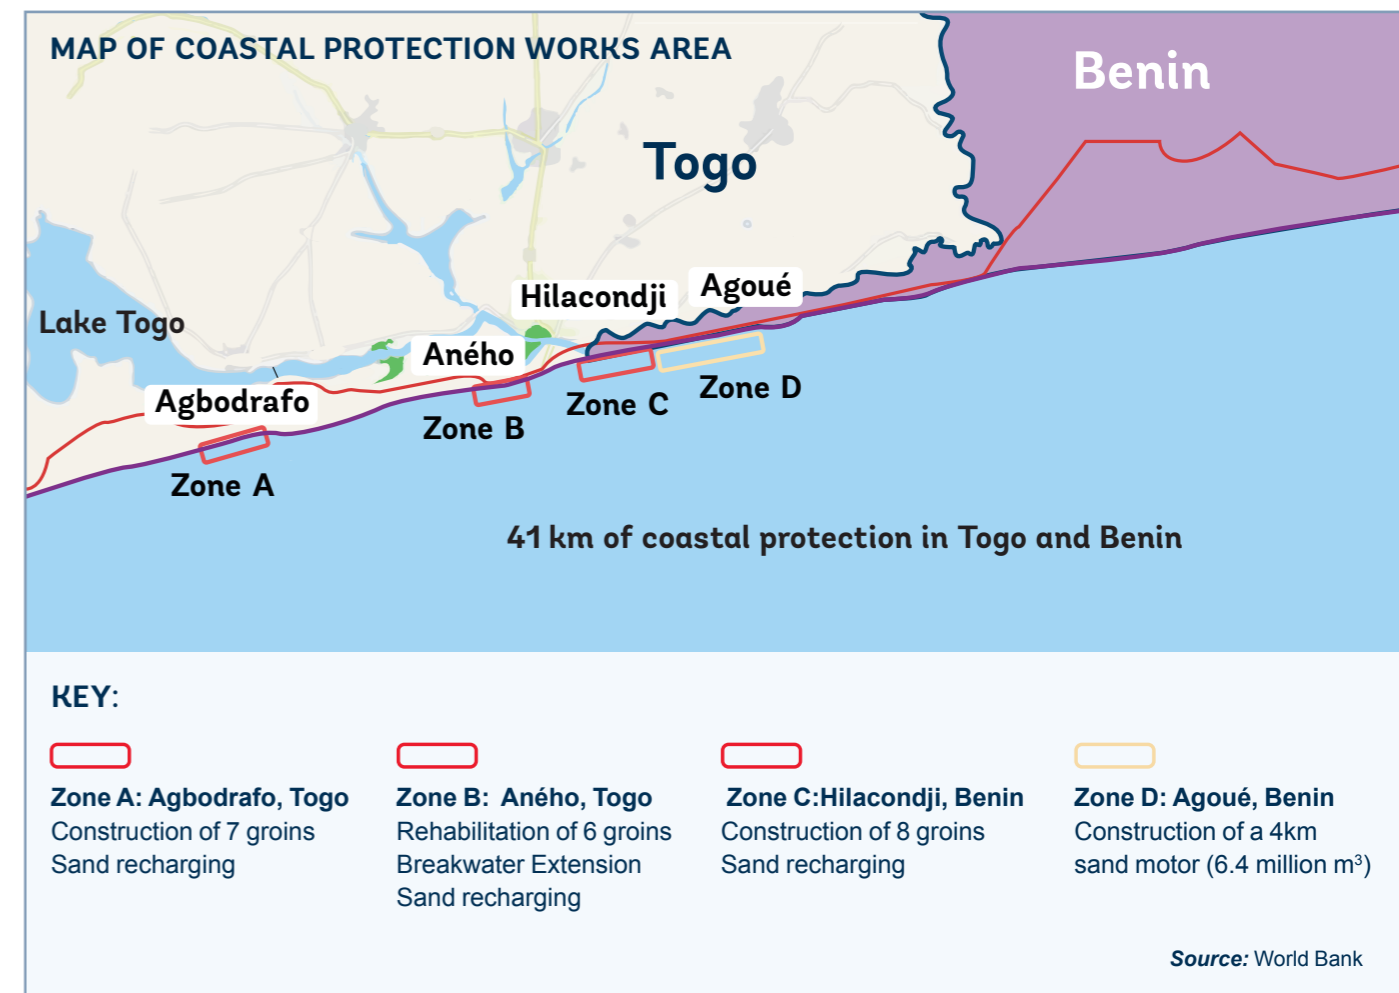 MAP OF COASTAL PROTECTION WORKS AREA
Benin
Togo
Hilacondji
Agoué
Lake Togo
Aného
Agbodrafo
Zone D
Zone C
Zone B
Zone A
41 km of coastal protection in Togo and Benin
KEY:
Zone A: Agbodrafo, Togo
Construction of 7 groins
Sand recharging
Zone B: Aného, Togo
Rehabilitation of 6 groins
Breakwater Extension
Sand recharging
Zone C:Hilacondji, Benin
Construction of 8 groins
Sand recharging
Zone D: Agoué, Benin
Construction of a 4km
sand motor (6.4 million m³)
Source: World Bank